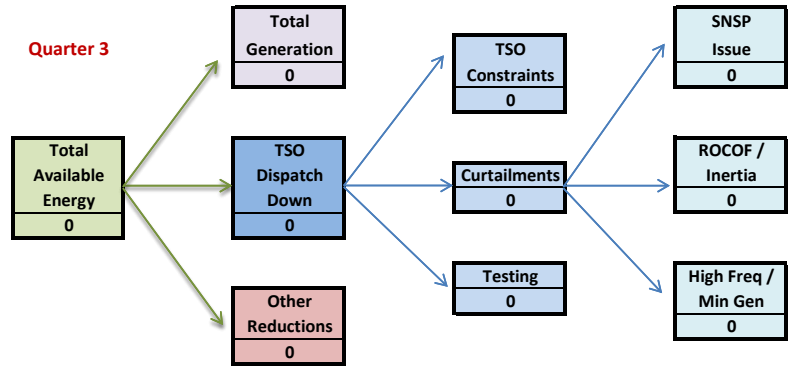 Quarter 3
Total
Available
Energy
0
Total
Generation
0
TSO
Dispatch
Down
0
Other
Reductions
0
TSO
Constraints
0
Curtailments
0
Testing
0
SNSP
Issue
0
ROCOF /
Inertia
0
High Freq /
Min Gen
0